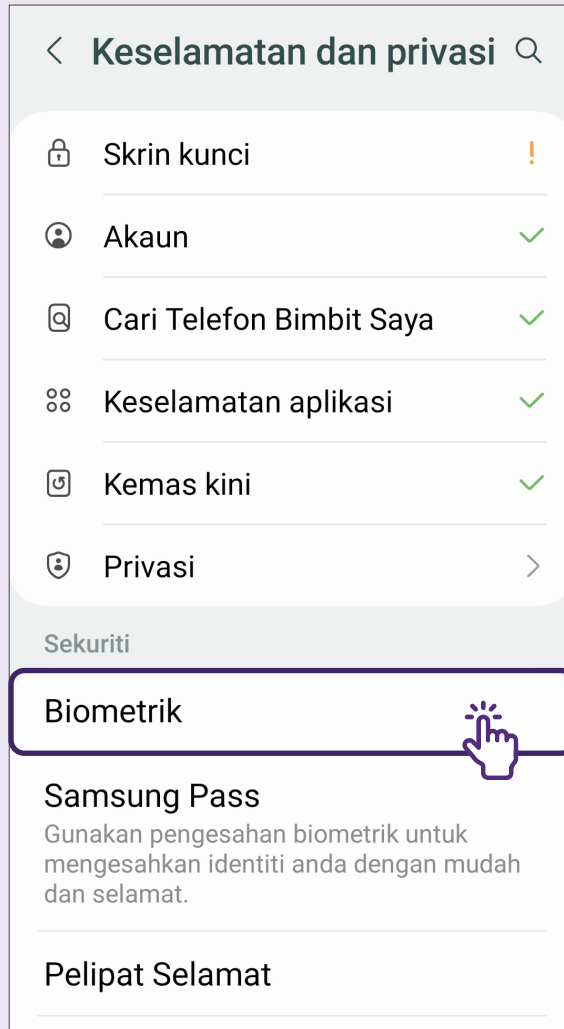 Keselamatan dan privasi
Skrin kunci
Akaun
Cari Telefon Bimbit Saya
Keselamatan aplikasi
Kemas kini
Privasi
Sekuriti
Biometrik
Samsung Pass
Gunakan pengesahan biometrik untuk
mengesahkan identiti anda dengan mudah
dan selamat.
Pelipat Selamat